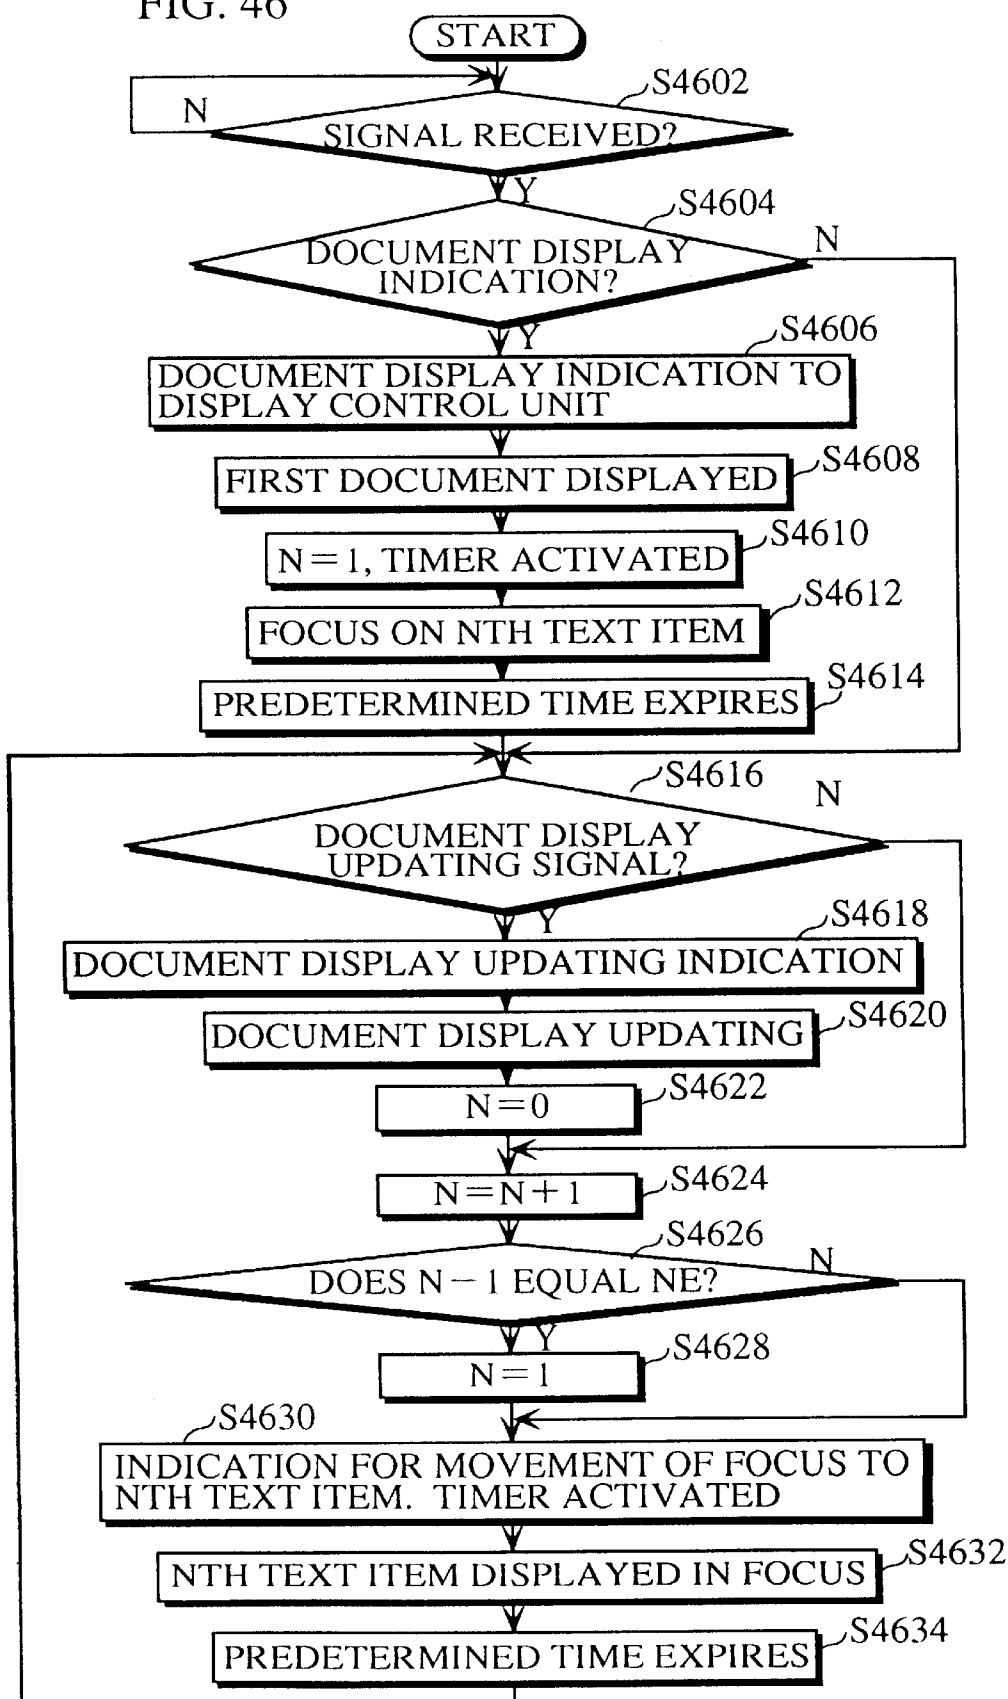 FIG. 46
START
S4602
N
SIGNAL RECEIVED?
Y
S4604
N
DOCUMENT DISPLAY
INDICATION?
Y
S4606
DOCUMENT DISPLAY INDICATION TO
DISPLAY CONTROL UNIT
S4608
FIRST DOCUMENT DISPLAYED
S4610
N=1, TIMER ACTIVATED
S4612
FOCUS ON NTH TEXT ITEM
S4614
PREDETERMINED TIME EXPIRES
S4616
N
DOCUMENT DISPLAY
UPDATING SIGNAL?
Y
S4618
DOCUMENT DISPLAY UPDATING INDICATION
S4620
DOCUMENT DISPLAY UPDATING
S4622
N=0
S4624
N=N+1
S4626
N
DOES N-1 EQUAL NE?
Y
S4628
N=1
S4630
INDICATION FOR MOVEMENT OF FOCUS TO
NTH TEXT ITEM. TIMER ACTIVATED
S4632
NTH TEXT ITEM DISPLAYED IN FOCUS
S4634
PREDETERMINED TIME EXPIRES